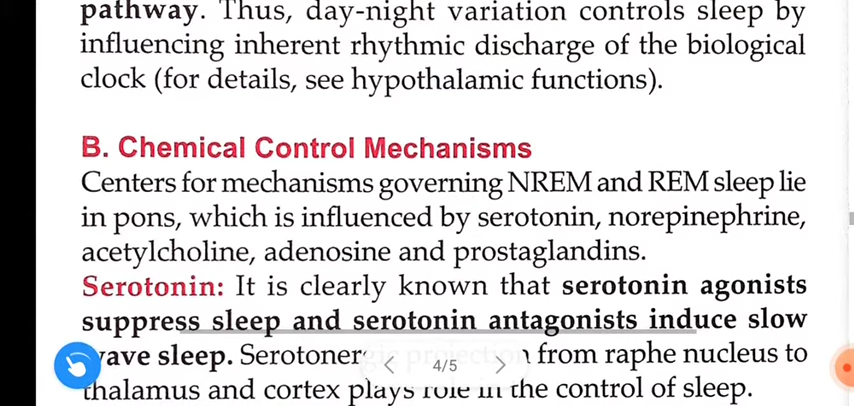 pathway. Thus, day-night variation controls sleep by
influencing inherent rhythmic discharge of the biological
clock (for details, see hypothalamic functions).
B. Chemical Control Mechanisms
Centers for mechanisms governing NREM and REM sleep lie
in pons, which is influenced by serotonin, norepinephrine,
acetylcholine, adenosine and prostaglandins.
Serotonin: It is clearly known that serotonin agonists
suppress sleep and serotonin antagonists induce slow
wave sleep. Serotonergic projection from raphe nucleus to
4/5
thalamus and cortex plays role in the control of sleep.